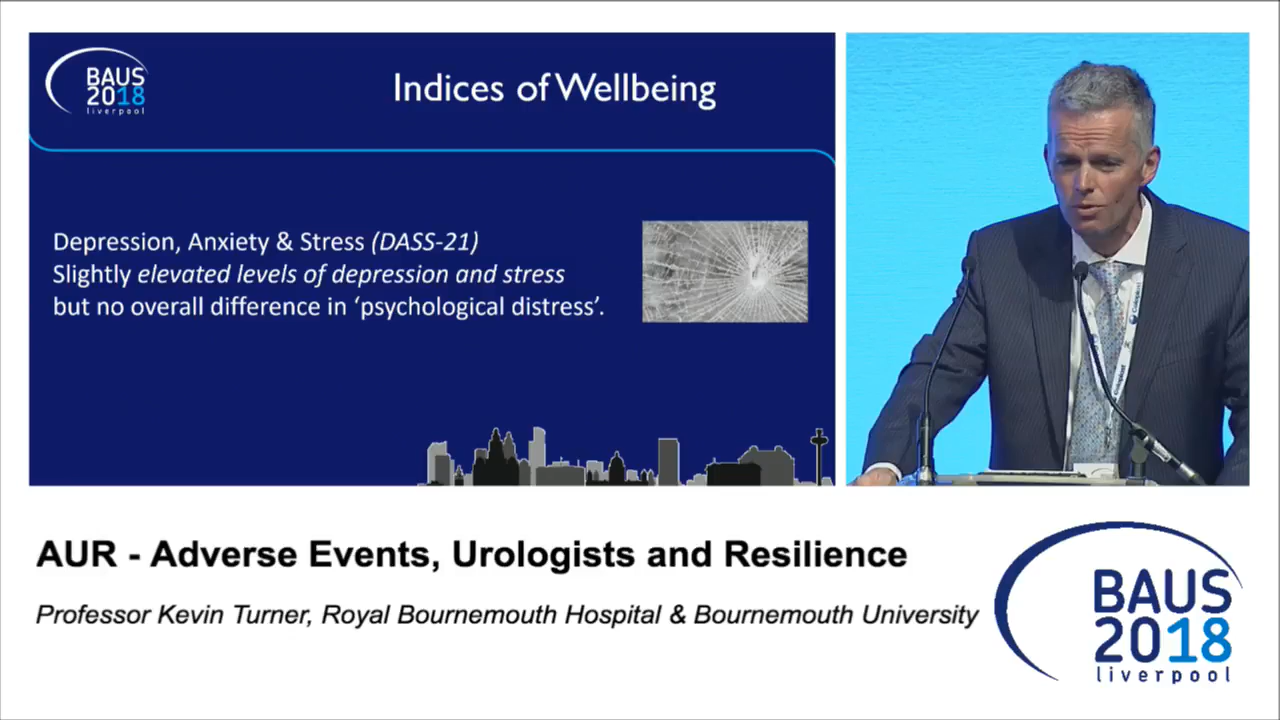 BAUS
2018
liverpool
Indices of Wellbeing
Depression, Anxiety & Stress (DASS-21)
Slightly elevated levels of depression and stress
but no overall difference in ‘psychological distress’.
AUR - Adverse Events, Urologists and Resilience
Professor Kevin Turner, Royal Bournemouth Hospital & Bournemouth University
BAUS
2018
liverpool